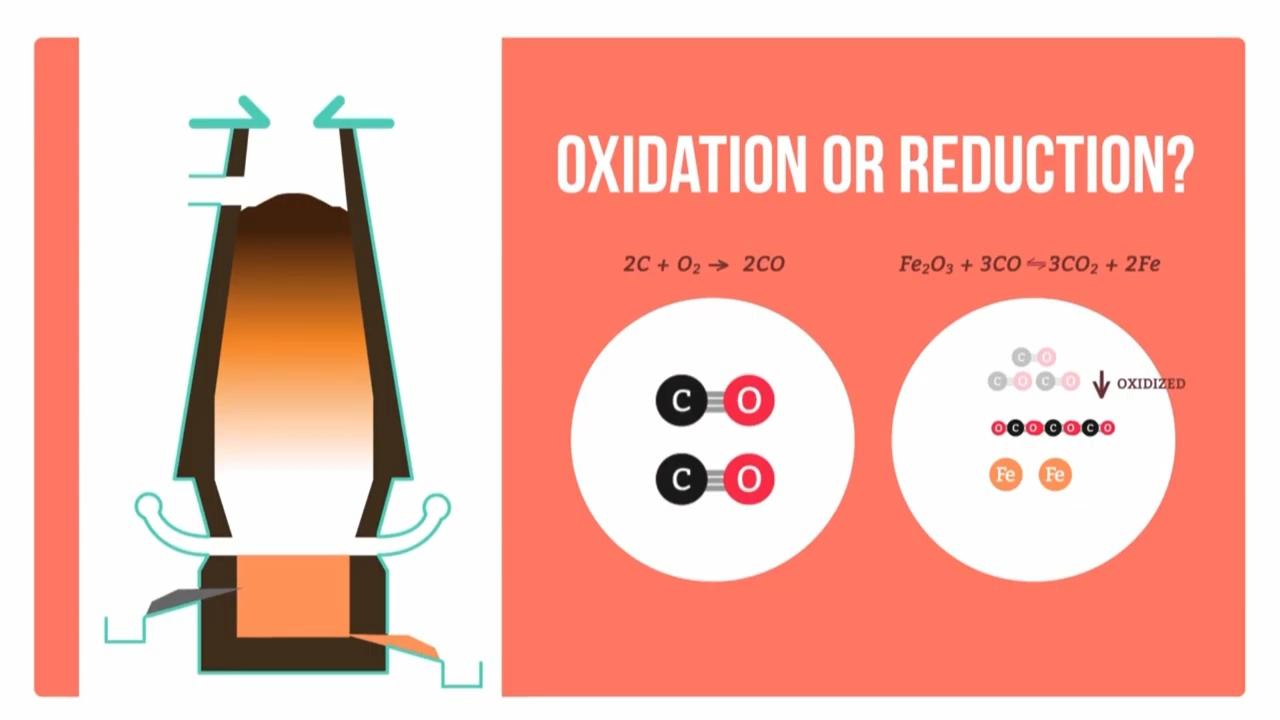 OXIDATION OR REDUCTION?
2C + O₂ → 2CO
Fe₂O₃ + 3CO ⇋ 3CO₂ + 2Fe
C O
C O
C O
C O C O
OXIDIZED
O C O C O C O
Fe Fe